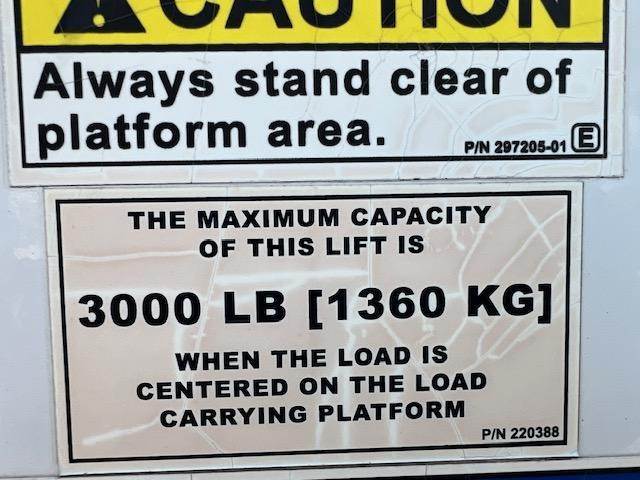 CAUTION
Always stand clear of
platform area.
P/N 297205-01 E
THE MAXIMUM CAPACITY
OF THIS LIFT IS
3000 LB [1360 KG]
WHEN THE LOAD IS
CENTERED ON THE LOAD
CARRYING PLATFORM
P/N 220388